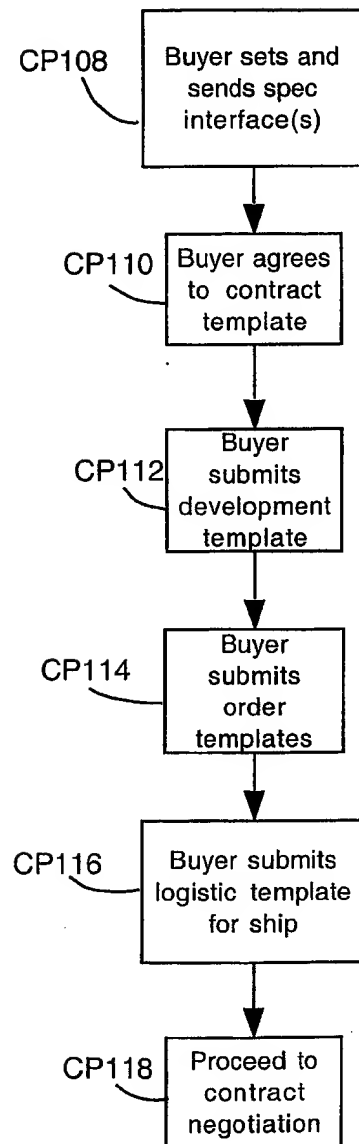 CP108
Buyer sets and
sends spec
interface(s)
CP110
Buyer agrees
to contract
template
CP112
Buyer
submits
development
template
CP114
Buyer
submits
order
templates
CP116
Buyer submits
logistic template
for ship
CP118
Proceed to
contract
negotiation